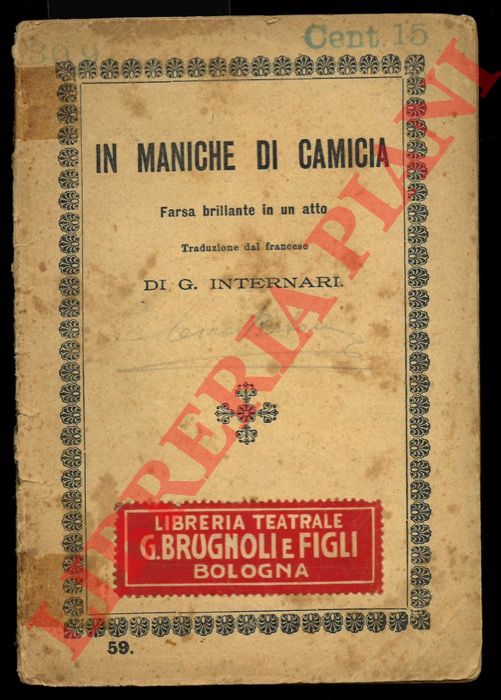 309
Cent. 15
IN MANICHE DI CAMICIA
Farsa brillante in un atto
Traduzione dal francese
DI G. INTERNARI.
LIBRERIA TEATRALE
G. BRUGNOLI E FIGLI
BOLOGNA
59.
LIBRERIA PIANI